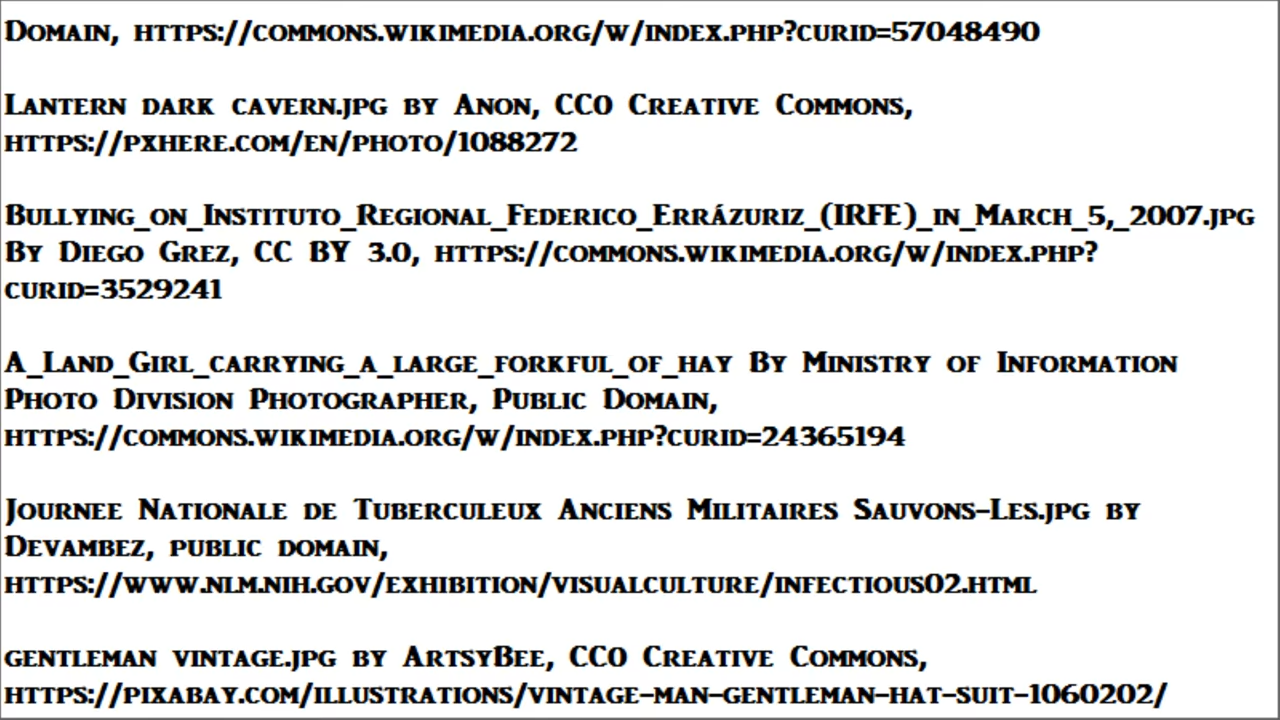 Domain, https://commons.wikimedia.org/w/index.php?curid=57048490
Lantern dark cavern.jpg by Anon, CC0 Creative Commons,
https://pxhere.com/en/photo/1088272
Bullying_on_Instituto_Regional_Federico_Errázuriz_(IRFE)_in_March_5,_2007.jpg
By Diego Grez, CC BY 3.0, https://commons.wikimedia.org/w/index.php?
curid=3529241
A_Land_Girl_carrying_a_large_forkful_of_hay By Ministry of Information
Photo Division Photographer, Public Domain,
https://commons.wikimedia.org/w/index.php?curid=24365194
Journee Nationale de Tuberculeux Anciens Militaires Sauvons-Les.jpg by
Devambez, public domain,
https://www.nlm.nih.gov/exhibition/visualculture/infectious02.html
gentleman vintage.jpg by ArtsyBee, CC0 Creative Commons,
https://pixabay.com/illustrations/vintage-man-gentleman-hat-suit-1060202/